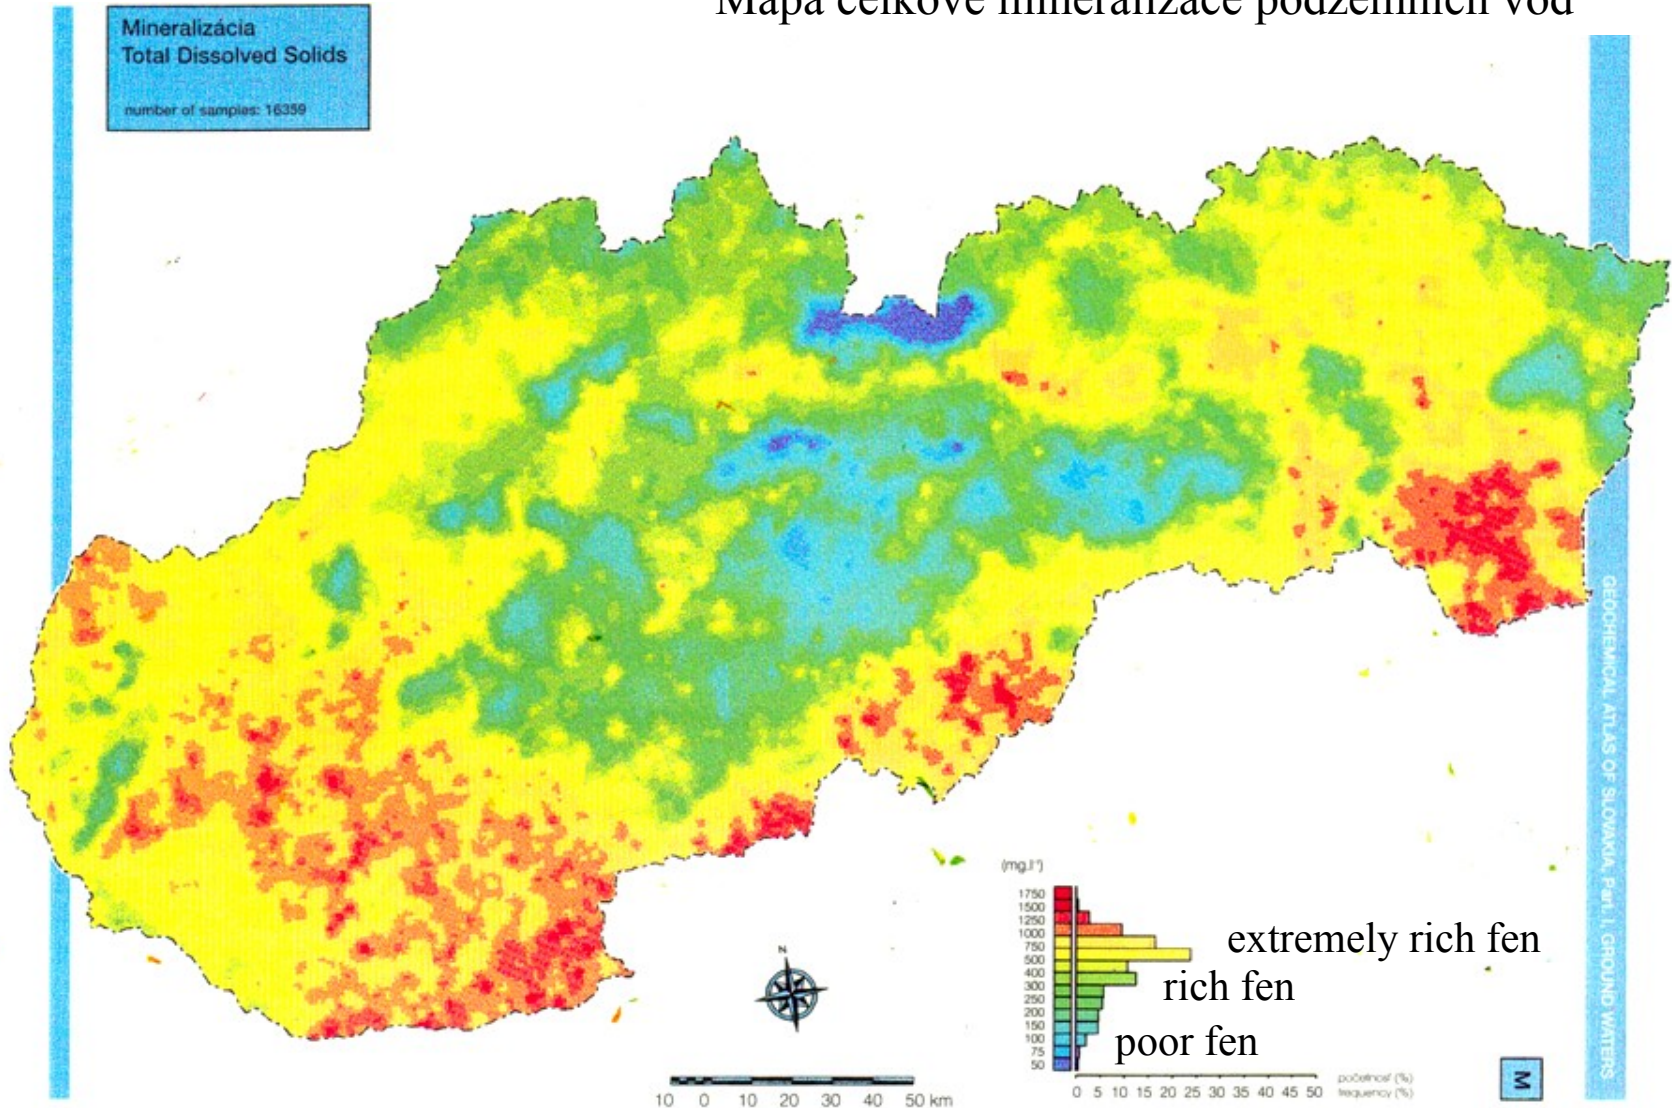 Mapa celkové mineralizace podzemních vod
Mineralizácia
Total Dissolved Solids
number of samples: 16359
GEOCHEMICAL ATLAS OF SLOVAKIA, Part. I, GROUND WATERS
(mg.l⁻¹)
1750
1500
1250
1000
750
500
400
300
250
200
150
100
75
50
extremely rich fen
rich fen
poor fen
N
10 0 10 20 30 40 50 km
0 5 10 15 20 25 30 35 40 45 50
početnosť (%)
frequency (%)
M